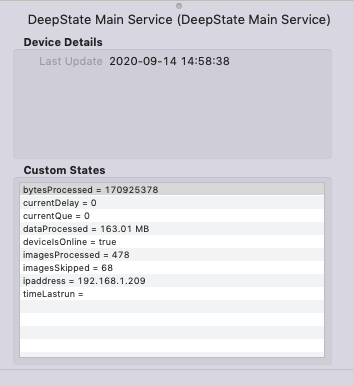 DeepState Main Service (DeepState Main Service)
Device Details
Last Update 2020-09-14 14:58:38
Custom States
bytesProcessed = 170925378
currentDelay = 0
currentQue = 0
dataProcessed = 163.01 MB
deviceIsOnline = true
imagesProcessed = 478
imagesSkipped = 68
ipaddress = 192.168.1.209
timeLastrun =